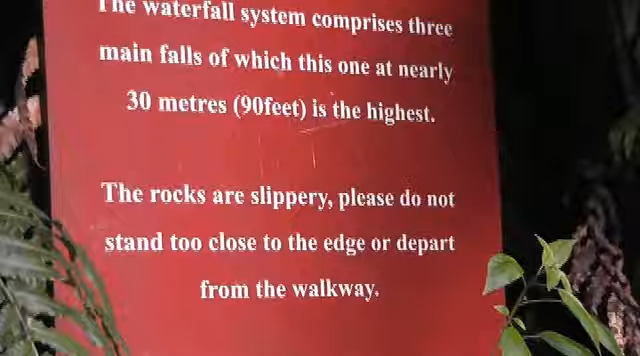 The waterfall system comprises three
main falls of which this one at nearly
30 metres (90feet) is the highest.
The rocks are slippery, please do not
stand too close to the edge or depart
from the walkway.